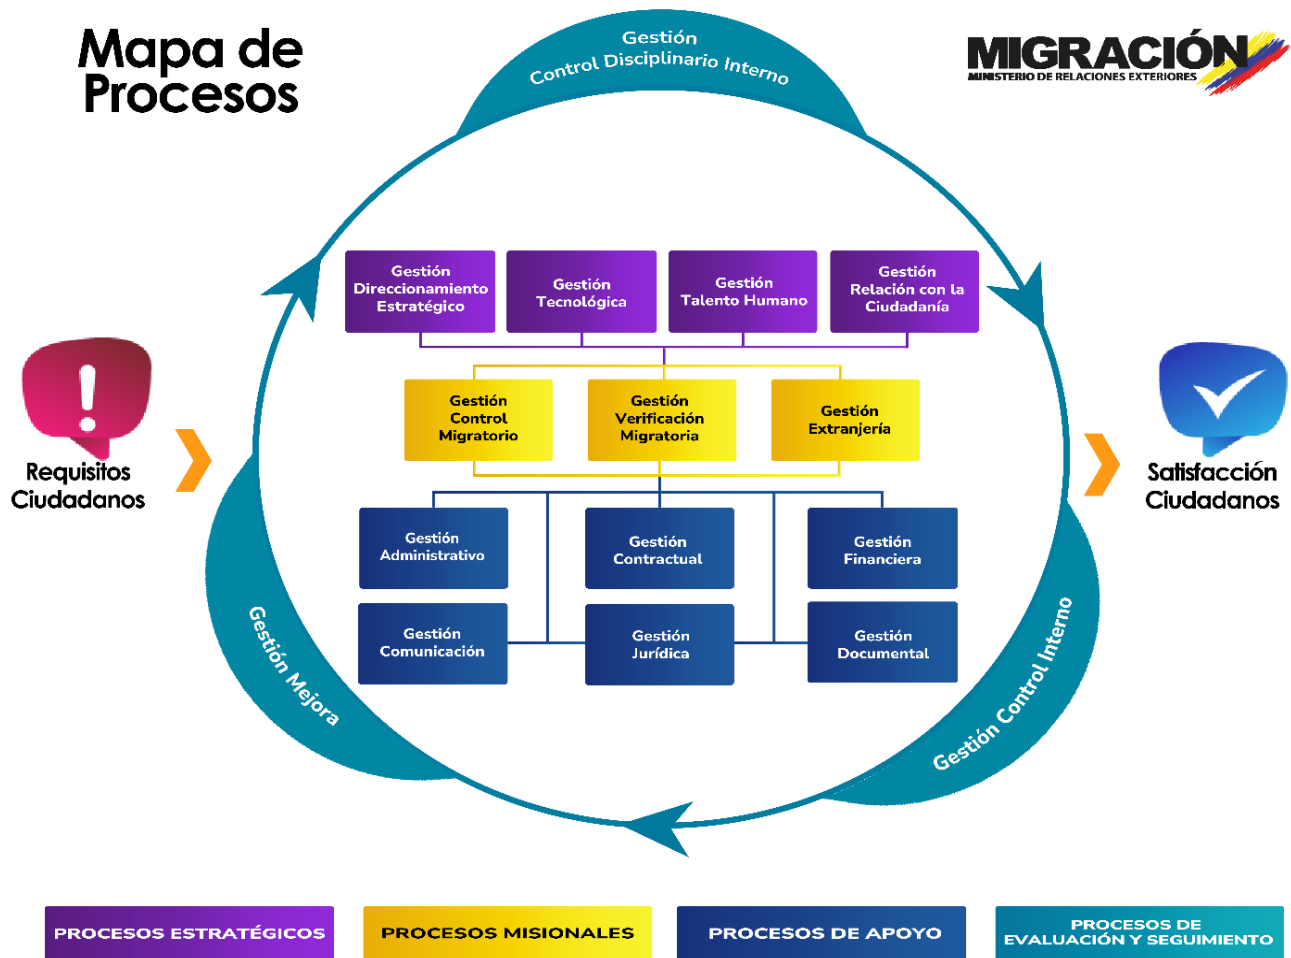 Mapa de
Procesos
MIGRACIÓN
MINISTERIO DE RELACIONES EXTERIORES
Gestión
Control Disciplinario Interno
Gestión
Direccionamiento
Estratégico
Gestión
Tecnológica
Gestión
Talento Humano
Gestión
Relación con la
Ciudadanía
Requisitos
Ciudadanos
Gestión
Control
Migratorio
Gestión
Verificación
Migratoria
Gestión
Extranjería
Satisfacción
Ciudadanos
Gestión
Administrativo
Gestión
Contractual
Gestión
Financiera
Gestión
Comunicación
Gestión
Jurídica
Gestión
Documental
Gestión Mejora
Gestión Control Interno
PROCESOS ESTRATÉGICOS
PROCESOS MISIONALES
PROCESOS DE APOYO
PROCESOS DE
EVALUACIÓN Y SEGUIMIENTO